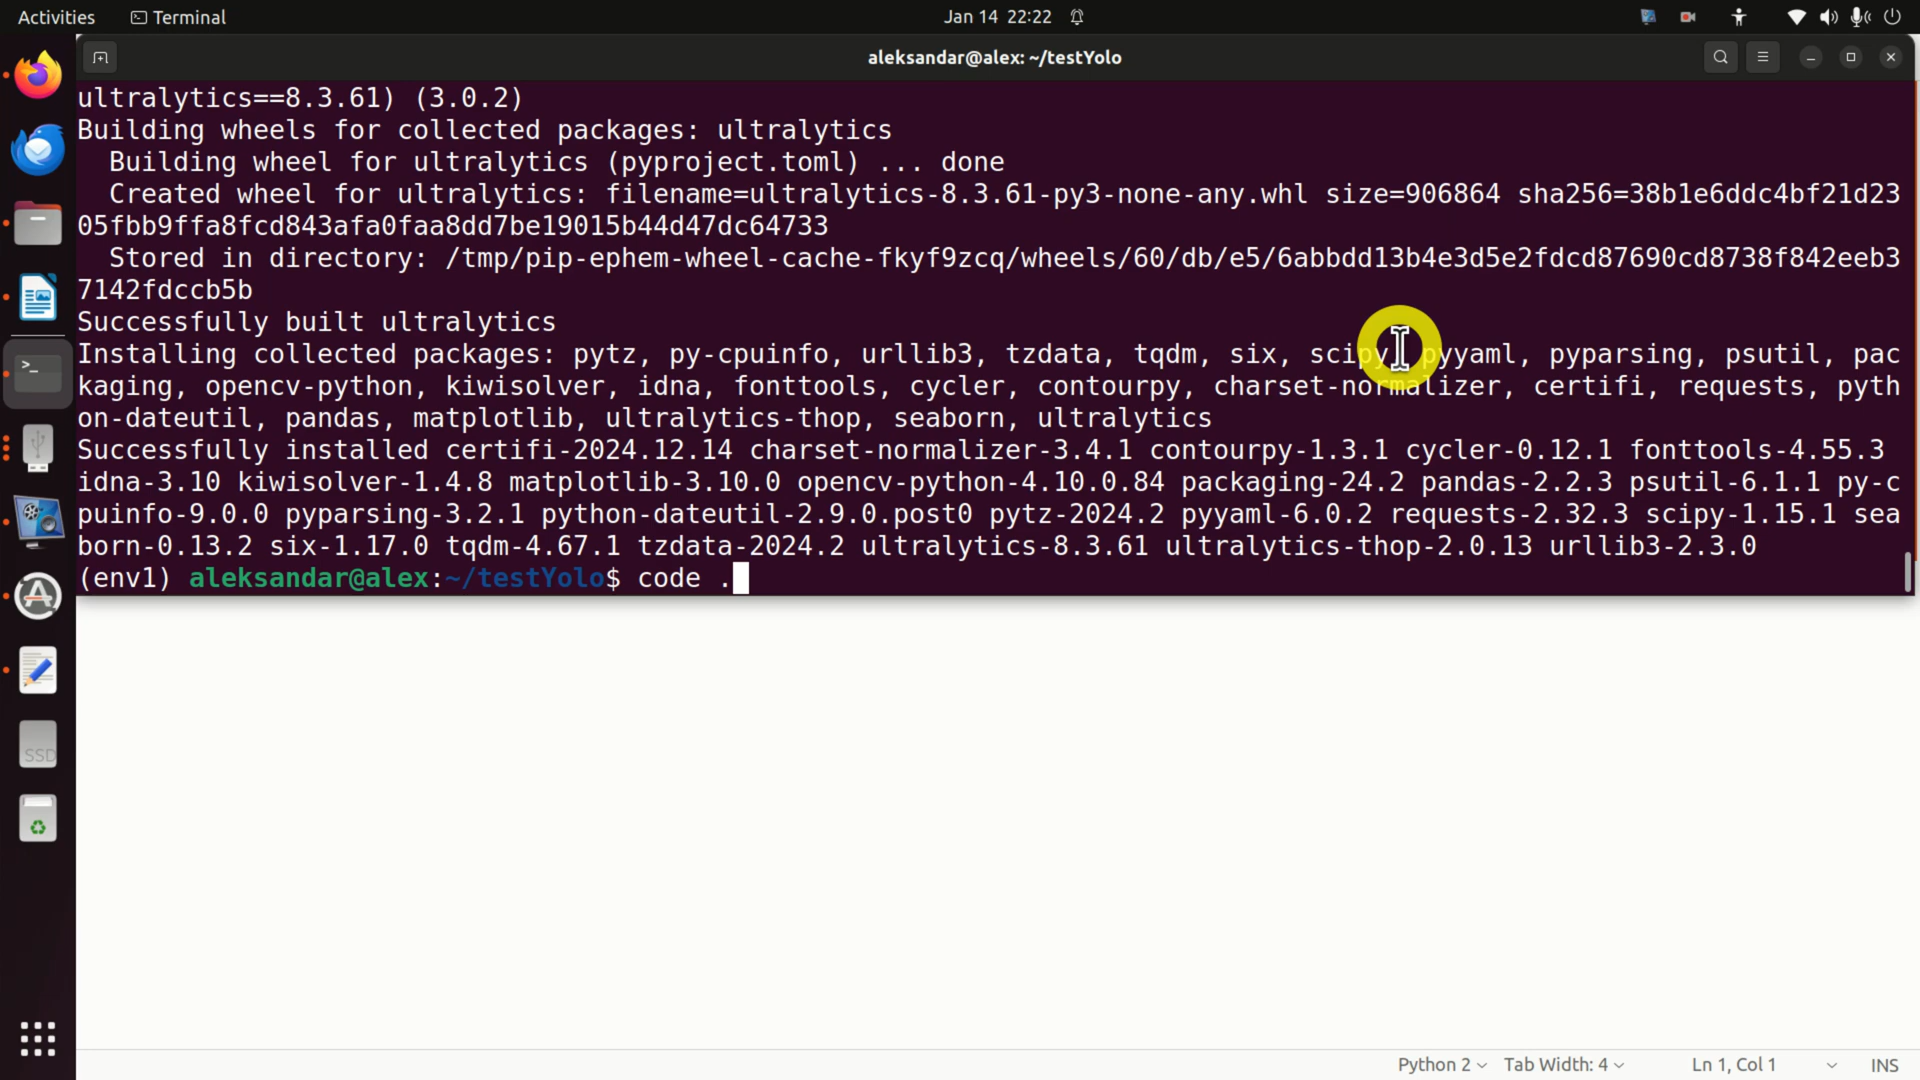 Activities Terminal Jan 14 22:22
aleksandar@alex: ~/testYolo
ultralytics==8.3.61) (3.0.2)
Building wheels for collected packages: ultralytics
Building wheel for ultralytics (pyproject.toml) ... done
Created wheel for ultralytics: filename=ultralytics-8.3.61-py3-none-any.whl size=906864 sha256=38b1e6ddc4bf21d23
05fbb9ffa8fcd843afa0faa8dd7be19015b44d47dc64733
Stored in directory: /tmp/pip-ephem-wheel-cache-fkyf9zcq/wheels/60/db/e5/6abbdd13b4e3d5e2fdcd87690cd8738f842eeb3
7142fdccb5b
Successfully built ultralytics
Installing collected packages: pytz, py-cpuinfo, urllib3, tzdata, tqdm, six, scipy, pyyaml, pyparsing, psutil, pac
kaging, opencv-python, kiwisolver, idna, fonttools, cycler, contourpy, charset-normalizer, certifi, requests, pyth
on-dateutil, pandas, matplotlib, ultralytics-thop, seaborn, ultralytics
Successfully installed certifi-2024.12.14 charset-normalizer-3.4.1 contourpy-1.3.1 cycler-0.12.1 fonttools-4.55.3
idna-3.10 kiwisolver-1.4.8 matplotlib-3.10.0 opencv-python-4.10.0.84 packaging-24.2 pandas-2.2.3 psutil-6.1.1 py-c
puinfo-9.0.0 pyparsing-3.2.1 python-dateutil-2.9.0.post0 pytz-2024.2 pyyaml-6.0.2 requests-2.32.3 scipy-1.15.1 sea
born-0.13.2 six-1.17.0 tqdm-4.67.1 tzdata-2024.2 ultralytics-8.3.61 ultralytics-thop-2.0.13 urllib3-2.3.0
(env1) aleksandar@alex:~/testYolo$ code .
SSD
Python 2 Tab Width: 4 Ln 1, Col 1 INS